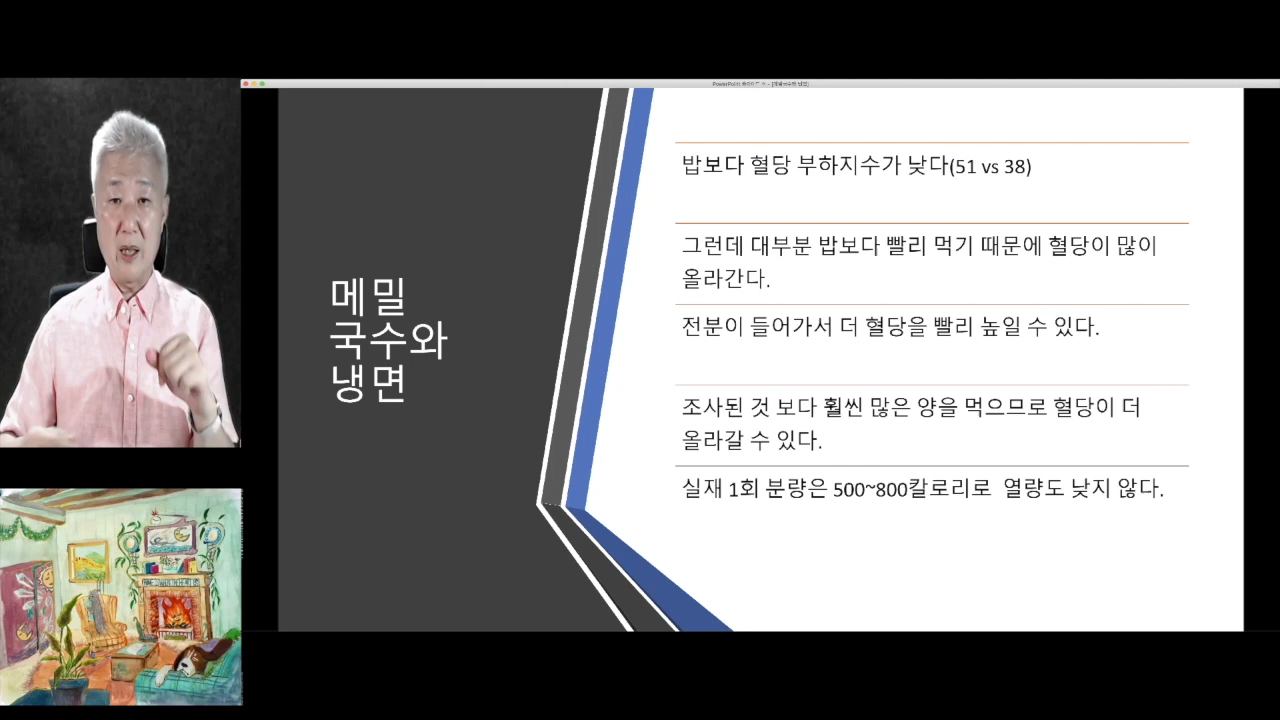 메밀
국수와
냉면
밥보다 혈당 부하지수가 낮다(51 vs 38)
그런데 대부분 밥보다 빨리 먹기 때문에 혈당이 많이
올라간다.
전분이 들어가서 더 혈당을 빨리 높일 수 있다.
조사된 것 보다 훨씬 많은 양을 먹으므로 혈당이 더
올라갈 수 있다.
실재 1회 분량은 500~800칼로리로 열량도 낮지 않다.